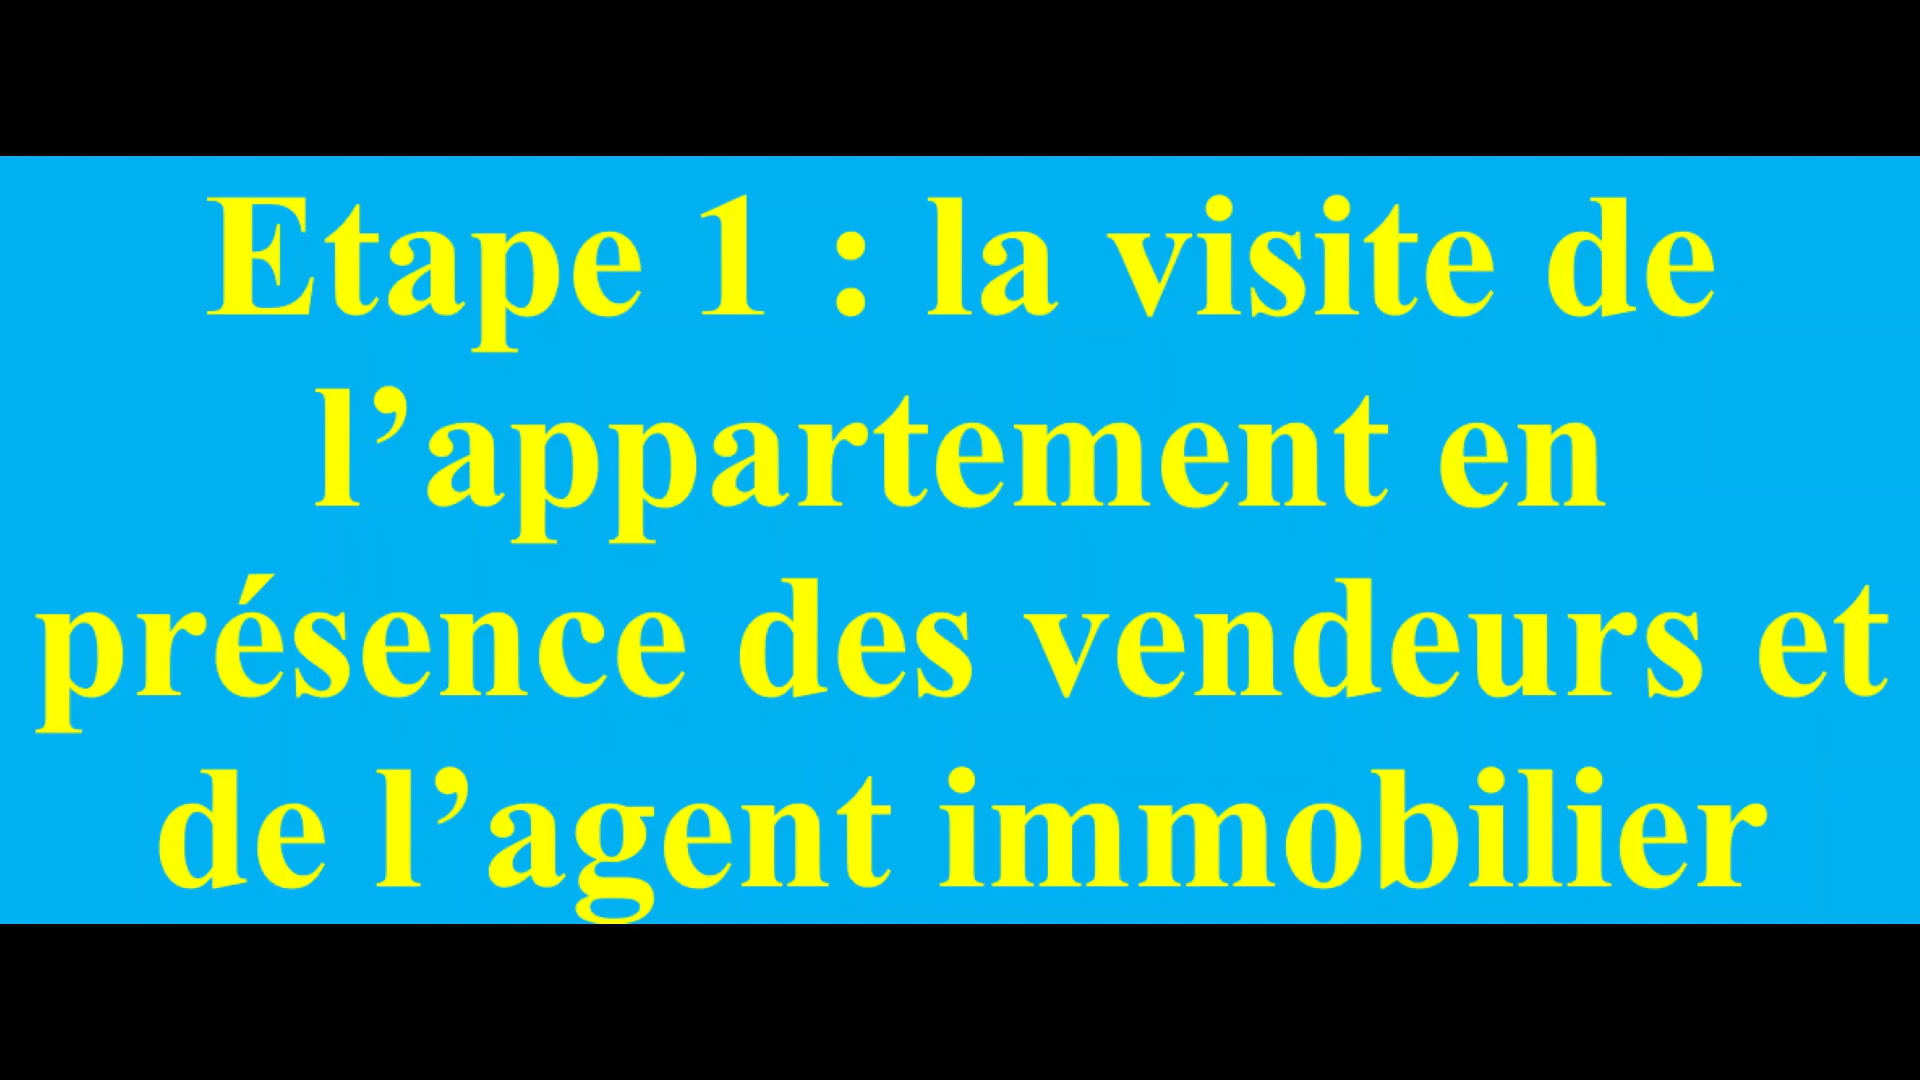 Etape 1 : la visite de
l’appartement en
présence des vendeurs et
de l’agent immobilier